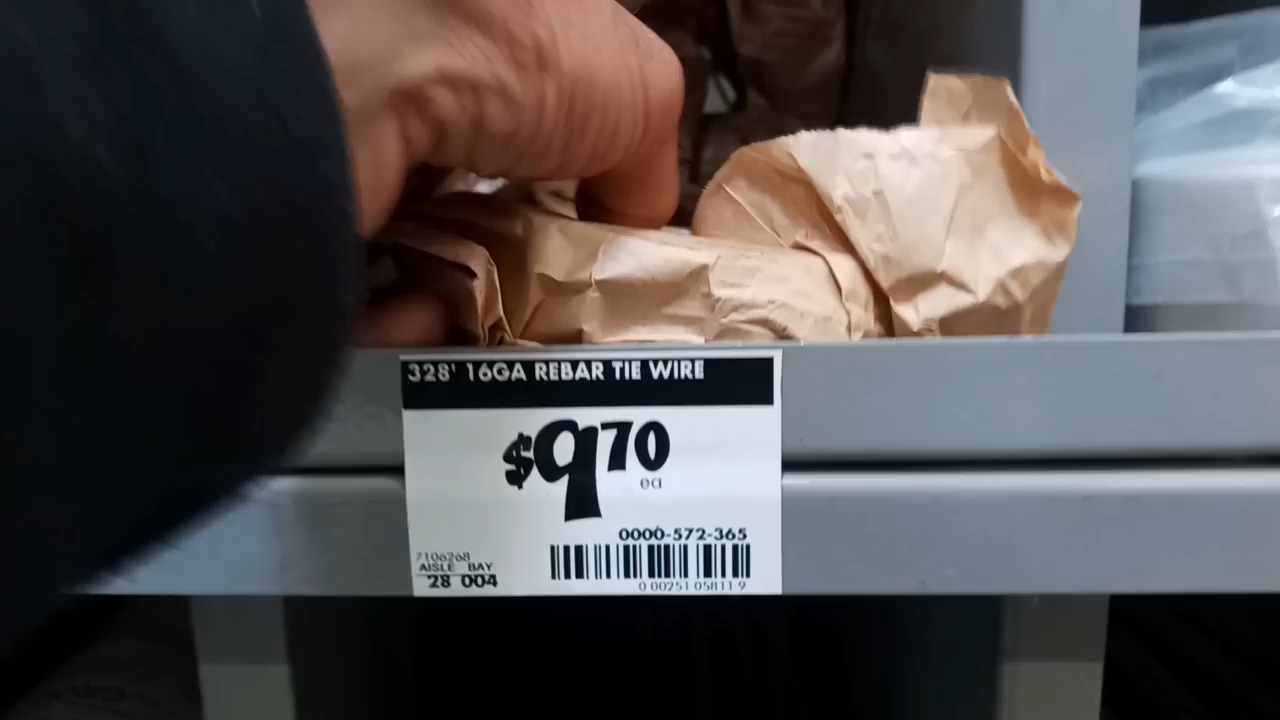 328' 16GA REBAR TIE WIRE
$970
ea
0000-572-365
7106268
AISLE BAY
28 004
0 00251 05811 9